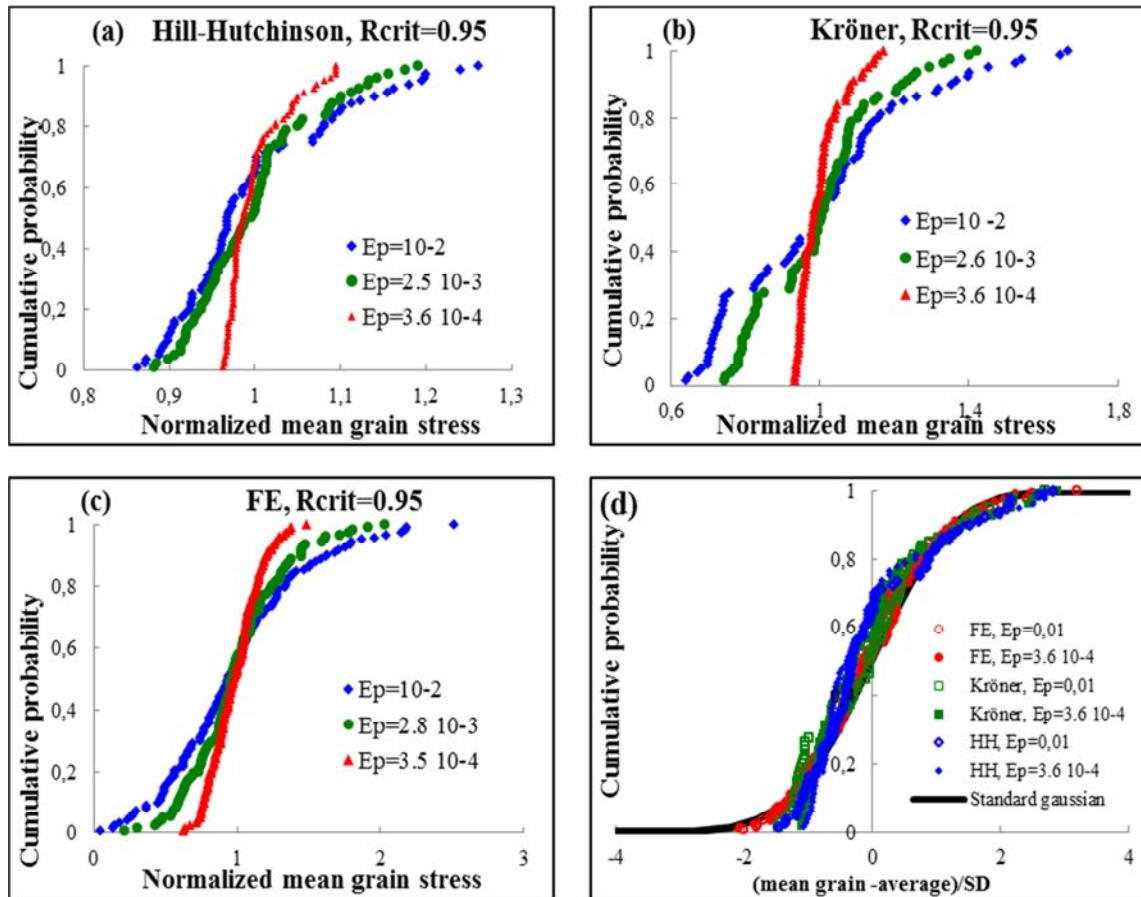 (a) Hill-Hutchinson, Rcrit=0.95
Cumulative probability
1
0,8
0,6
0,4
0,2
0
Ep=10-2
Ep=2.5 10-3
Ep=3.6 10-4
0,8 0,9 1 1,1 1,2 1,3
Normalized mean grain stress
(b) Kröner, Rcrit=0.95
Cumulative probability
1
0,8
0,6
0,4
0,2
0
Ep=10 -2
Ep=2.6 10-3
Ep=3.6 10-4
0,6 1 1,4 1,8
Normalized mean grain stress
(c) FE, Rcrit=0.95
Cumulative probability
1
0,8
0,6
0,4
0,2
0
Ep=10-2
Ep=2.8 10-3
Ep=3.5 10-4
0 1 2 3
Normalized mean grain stress
(d)
Cumulative probability
1
0,8
0,6
0,4
0,2
0
FE, Ep=0,01
FE, Ep=3.6 10-4
Kröner, Ep=0,01
Kröner, Ep=3.6 10-4
HH, Ep=0,01
HH, Ep=3.6 10-4
Standard gaussian
-4 -2 0 2 4
(mean grain -average)/SD